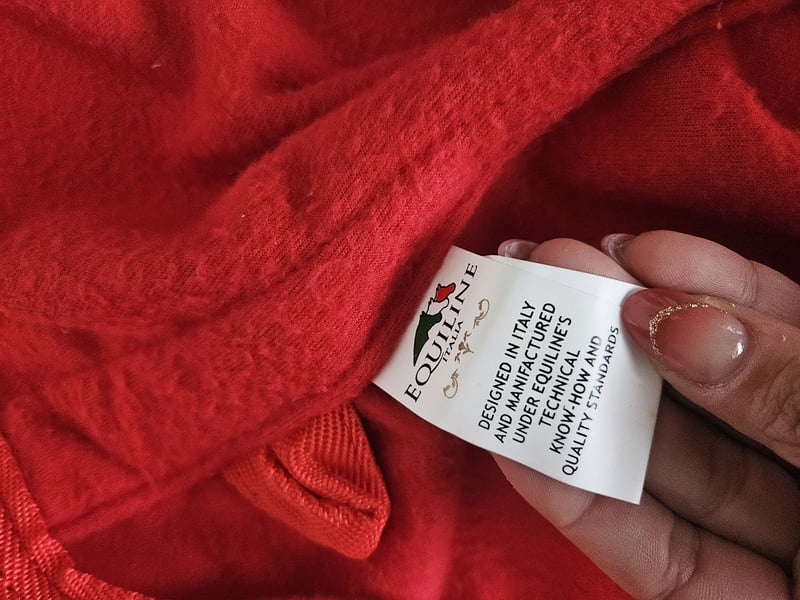 EQUILINE
ITALIA
DESIGNED IN ITALY
AND MANIFACTURED
UNDER EQUILINE'S
TECHNICAL
KNOW-HOW AND
QUALITY STANDARDS